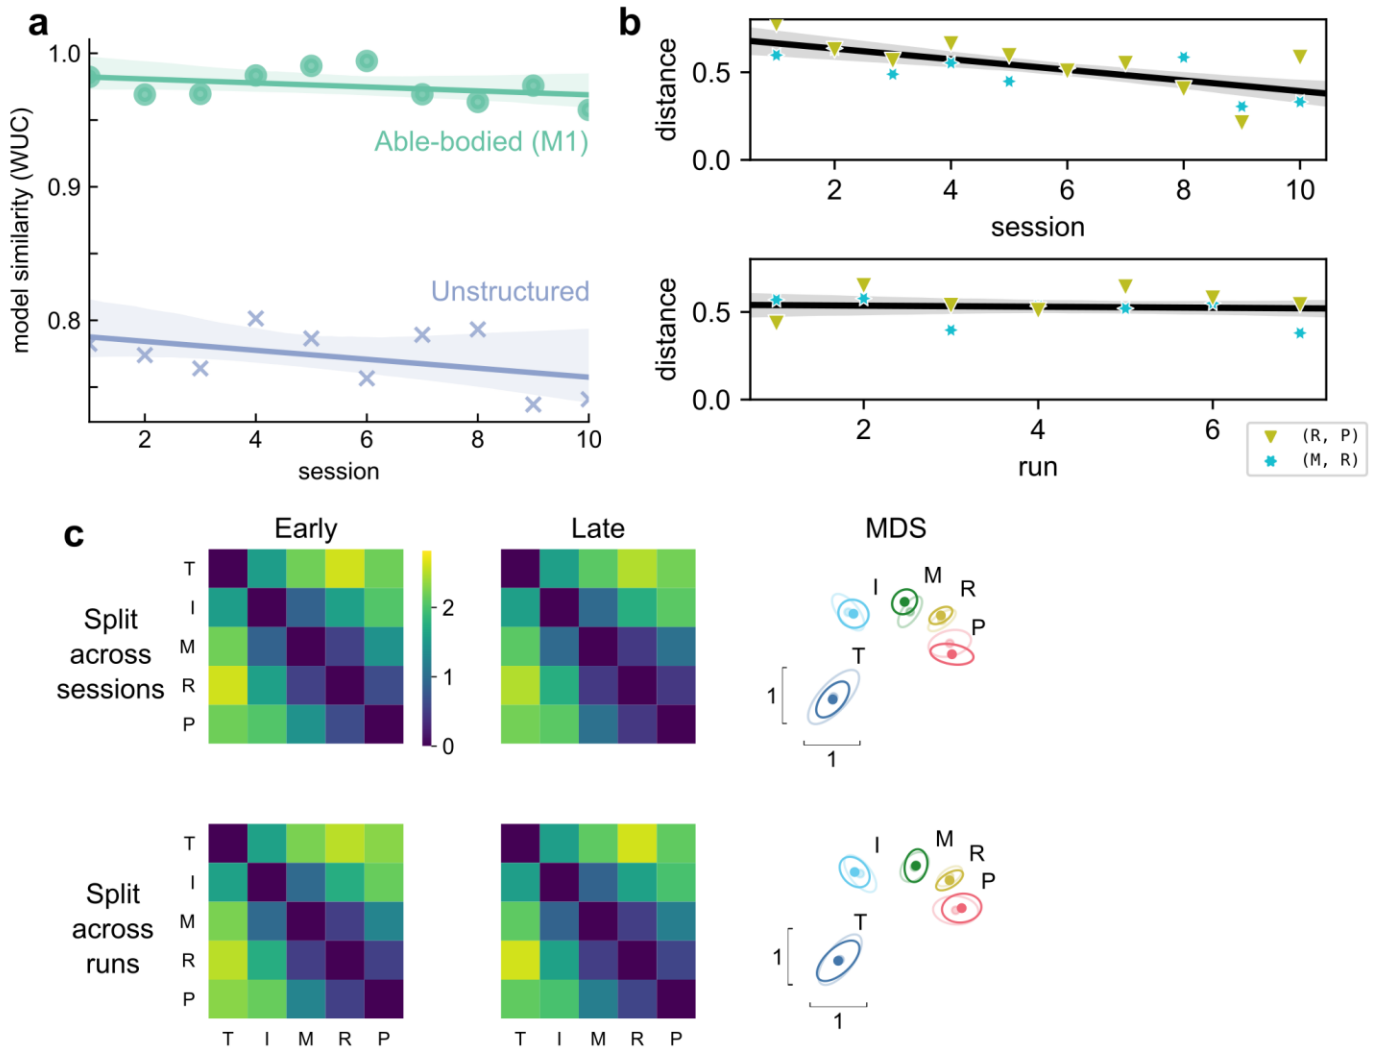 a
1.0
0.9
0.8
model similarity (WUC)
Able-bodied (M1)
Unstructured
2
4
6
8
10
session
b
distance
0.5
0.0
2
4
6
8
10
session
distance
0.5
0.0
2
4
6
run
(R, P)
(M, R)
c
Early
Late
MDS
Split
across
sessions
T
I
M
R
P
2
1
0
I
M
R
P
T
1
1
Split
across
runs
T
I
M
R
P
T I M R P
T I M R P
I
M
R
P
T
1
1